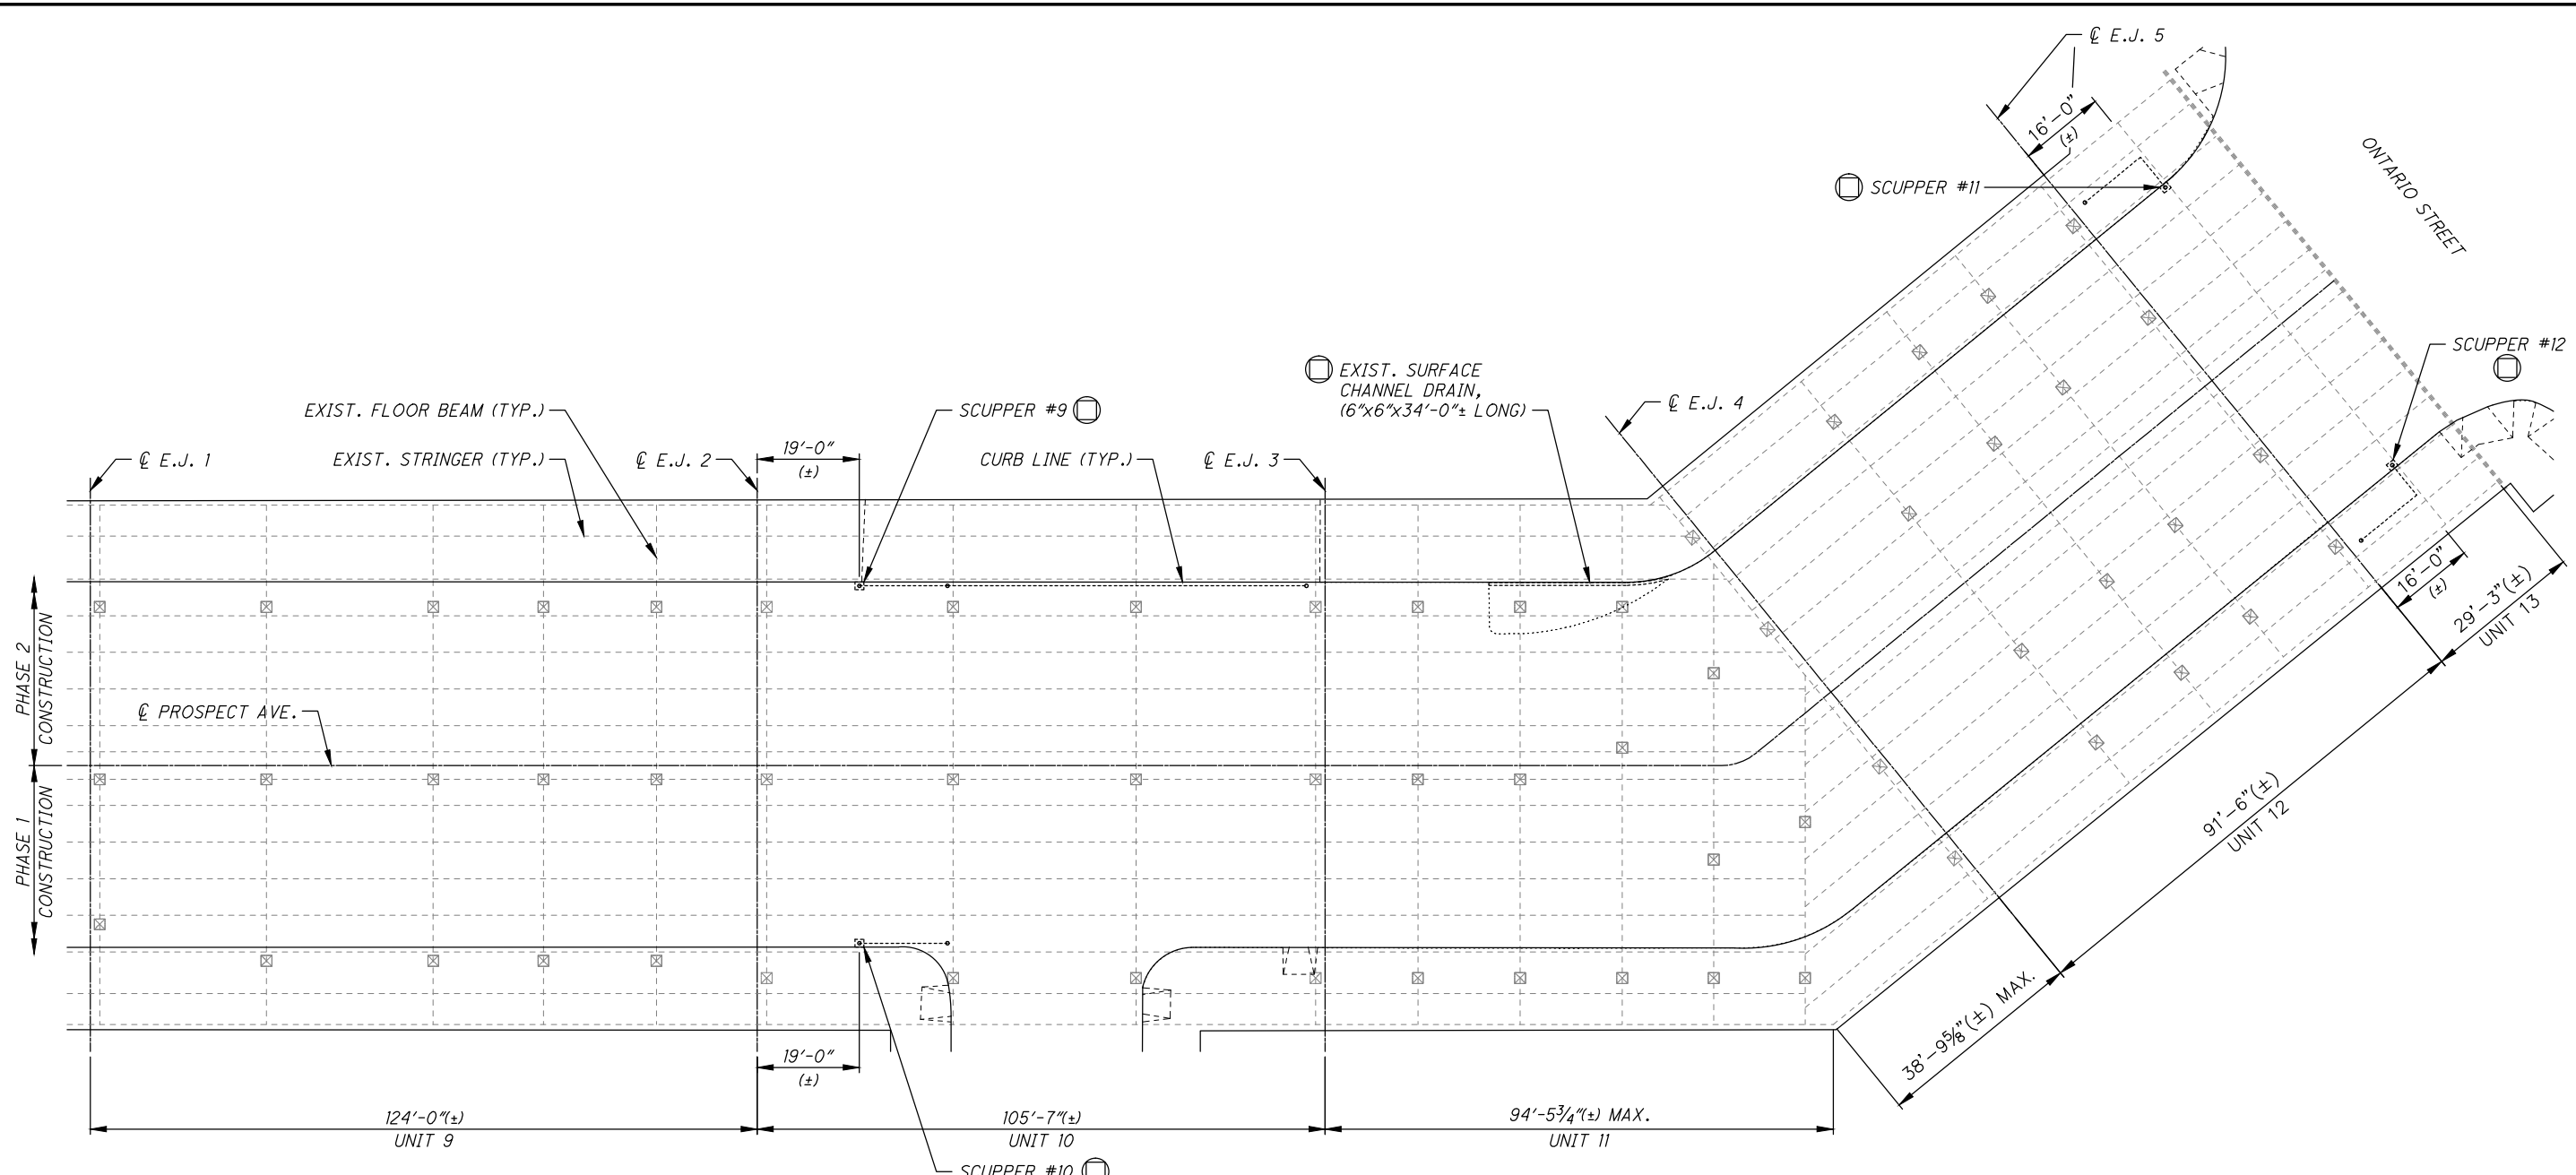 ℄ E.J. 5
16'-0"
(±)
ONTARIO STREET
SCUPPER #11
SCUPPER #12
EXIST. SURFACE
CHANNEL DRAIN,
(6"x6"x34'-0"± LONG)
℄ E.J. 4
EXIST. FLOOR BEAM (TYP.)
SCUPPER #9
19'-0"
(±)
℄ E.J. 1
EXIST. STRINGER (TYP.)
℄ E.J. 2
CURB LINE (TYP.)
℄ E.J. 3
16'-0"
(±)
29'-3"(±)
UNIT 13
PHASE 2
CONSTRUCTION
℄ PROSPECT AVE.
PHASE 1
CONSTRUCTION
91'-6"(±)
UNIT 12
38'-9⅝"(±) MAX.
19'-0"
(±)
124'-0"(±)
UNIT 9
105'-7"(±)
UNIT 10
94'-5¾"(±) MAX.
UNIT 11
SCUPPER #10